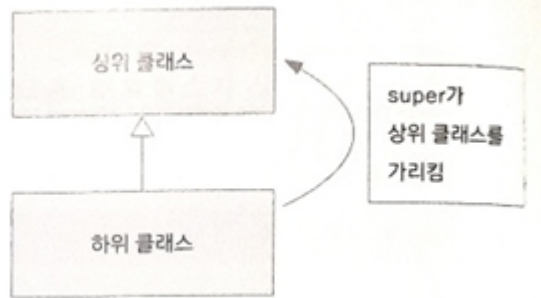 상위 클래스
super가
상위 클래스를
가리킴
하위 클래스